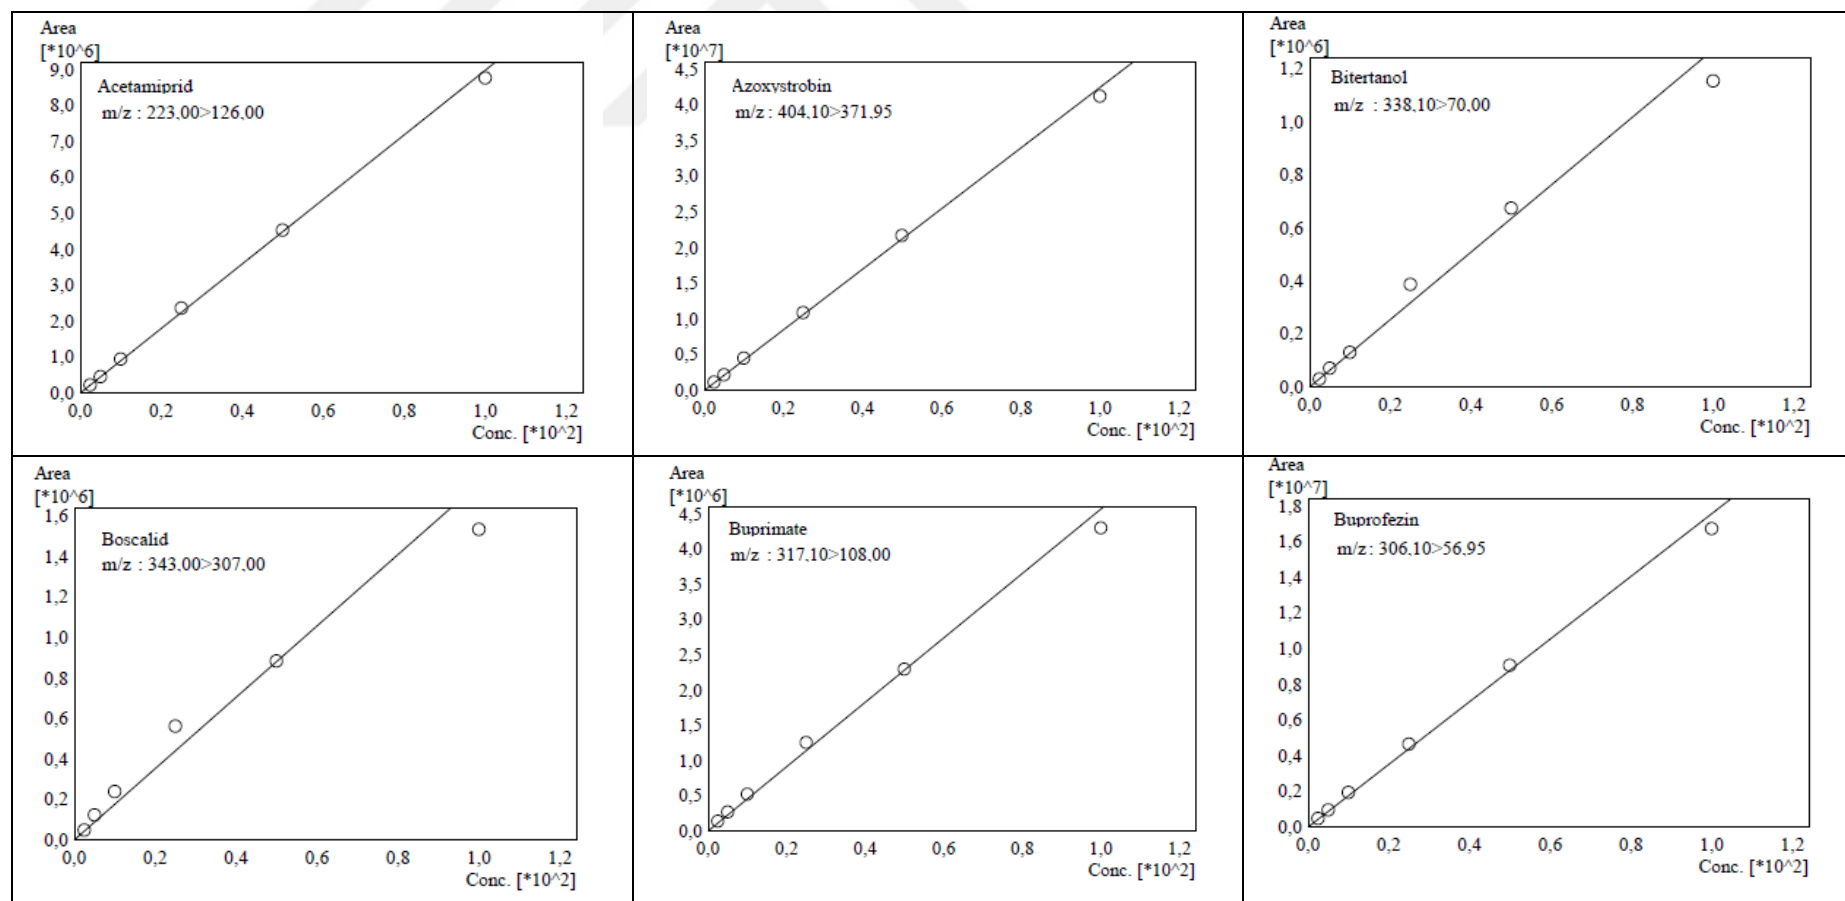 Area
[*10^6]
9,0
8,0
7,0
6,0
5,0
4,0
3,0
2,0
1,0
0,0
Acetamiprid
m/z : 223,00>126,00
0,0 0,2 0,4 0,6 0,8 1,0 1,2
Conc. [*10^2]
Area
[*10^7]
4,5
4,0
3,5
3,0
2,5
2,0
1,5
1,0
0,5
0,0
Azoxystrobin
m/z : 404,10>371,95
0,0 0,2 0,4 0,6 0,8 1,0 1,2
Conc. [*10^2]
Area
[*10^6]
1,2
1,0
0,8
0,6
0,4
0,2
0,0
Bitertanol
m/z : 338,10>70,00
0,0 0,2 0,4 0,6 0,8 1,0 1,2
Conc. [*10^2]
Area
[*10^6]
1,6
1,4
1,2
1,0
0,8
0,6
0,4
0,2
0,0
Boscalid
m/z : 343,00>307,00
0,0 0,2 0,4 0,6 0,8 1,0 1,2
Conc. [*10^2]
Area
[*10^6]
4,5
4,0
3,5
3,0
2,5
2,0
1,5
1,0
0,5
0,0
Buprimate
m/z : 317,10>108,00
0,0 0,2 0,4 0,6 0,8 1,0 1,2
Conc. [*10^2]
Area
[*10^7]
1,8
1,6
1,4
1,2
1,0
0,8
0,6
0,4
0,2
0,0
Buprofezin
m/z : 306,10>56,95
0,0 0,2 0,4 0,6 0,8 1,0 1,2
Conc. [*10^2]